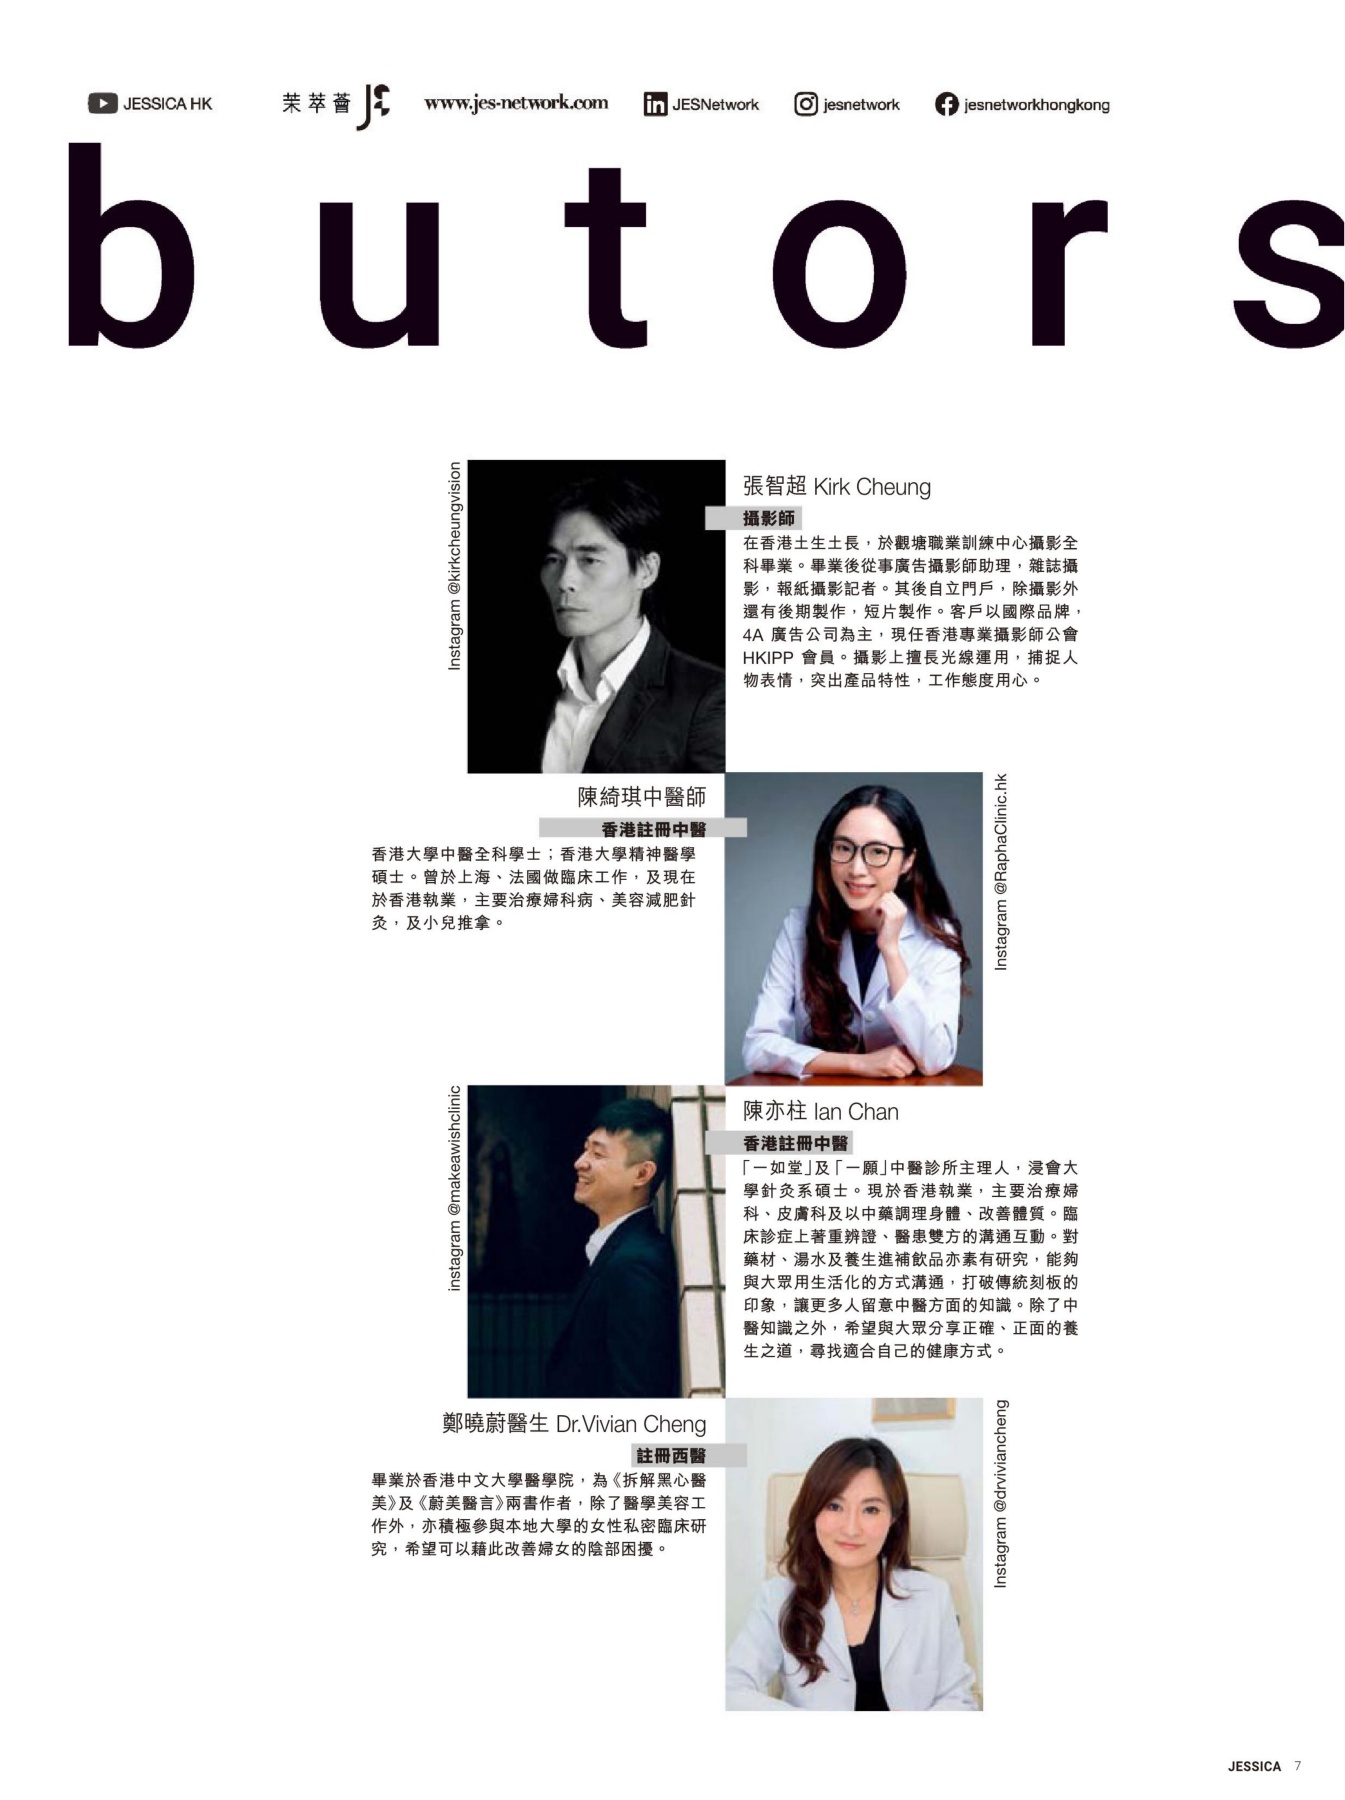 JESSICA HK
茉萃薈
www.jes-network.com
JESNetwork
jesnetwork
jesnetworkhongkong
butors
Instagram @kirkcheungvision
張智超 Kirk Cheung
攝影師
在香港土生土長，於觀塘職業訓練中心攝影全
科畢業。畢業後從事廣告攝影師助理，雜誌攝
影，報紙攝影記者。其後自立門戶，除攝影外
還有後期製作，短片製作。客戶以國際品牌，
4A 廣告公司為主，現任香港專業攝影師公會
HKIPP 會員。攝影上擅長光線運用，捕捉人
物表情，突出產品特性，工作態度用心。
陳綺琪中醫師
香港註冊中醫
香港大學中醫全科學士；香港大學精神醫學
碩士。曾於上海、法國做臨床工作，及現在
於香港執業，主要治療婦科病、美容減肥針
灸，及小兒推拿。
Instagram @RaphaClinic.hk
instagram @makeawishclinic
陳亦柱 Ian Chan
香港註冊中醫
「一如堂」及「一願」中醫診所主理人，浸會大
學針灸系碩士。現於香港執業，主要治療婦
科、皮膚科及以中藥調理身體、改善體質。臨
床診症上著重辨證、醫患雙方的溝通互動。對
藥材、湯水及養生進補飲品亦素有研究，能夠
與大眾用生活化的方式溝通，打破傳統刻板的
印象，讓更多人留意中醫方面的知識。除了中
醫知識之外，希望與大眾分享正確、正面的養
生之道，尋找適合自己的健康方式。
鄭曉蔚醫生 Dr.Vivian Cheng
註冊西醫
畢業於香港中文大學醫學院，為《拆解黑心醫
美》及《蔚美醫言》兩書作者，除了醫學美容工
作外，亦積極參與本地大學的女性私密臨床研
究，希望可以藉此改善婦女的陰部困擾。
Instagram @drviviancheng
JESSICA 7